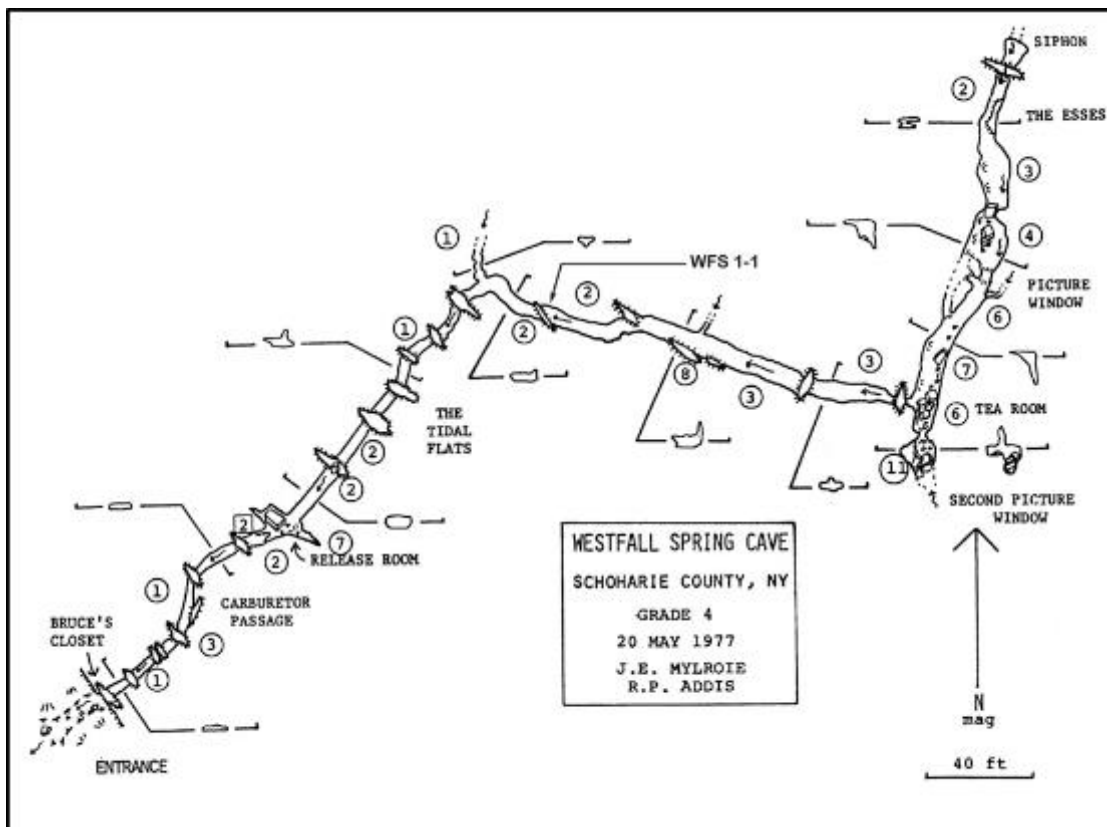 SIPHON
2
THE ESSES
3
4
1
WFS 1-1
2
PICTURE
WINDOW
6
2
1
3
7
8
3
6
TEA ROOM
THE
TIDAL
FLATS
2
11
SECOND PICTURE
WINDOW
2
2
7
2
RELEASE ROOM
1
CARBURETOR
PASSAGE
BRUCE'S
CLOSET
3
1
ENTRANCE
WESTFALL SPRING CAVE
SCHOHARIE COUNTY, NY
GRADE 4
20 MAY 1977
J.E. MYLROIE
R.P. ADDIS
N
mag
40 ft